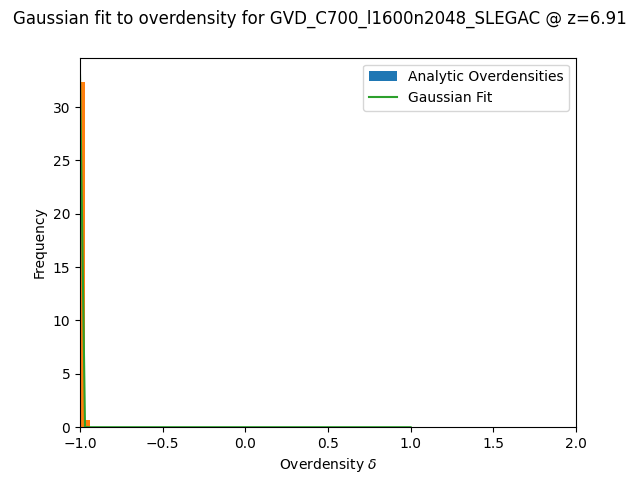 Gaussian fit to overdensity for GVD_C700_l1600n2048_SLEGAC @ z=6.91
Analytic Overdensities
Gaussian Fit
Frequency
30
25
20
15
10
5
0
−1.0 −0.5 0.0 0.5 1.0 1.5 2.0
Overdensity δ